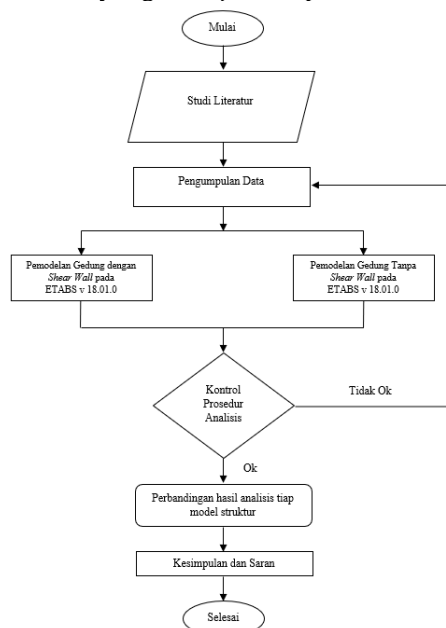 Mulai
Studi Literatur
Pengumpulan Data
Pemodelan Gedung dengan
Shear Wall pada
ETABS v 18.01.0
Pemodelan Gedung Tanpa
Shear Wall pada
ETABS v 18.01.0
Kontrol
Prosedur
Analisis
Tidak Ok
Ok
Perbandingan hasil analisis tiap
model struktur
Kesimpulan dan Saran
Selesai